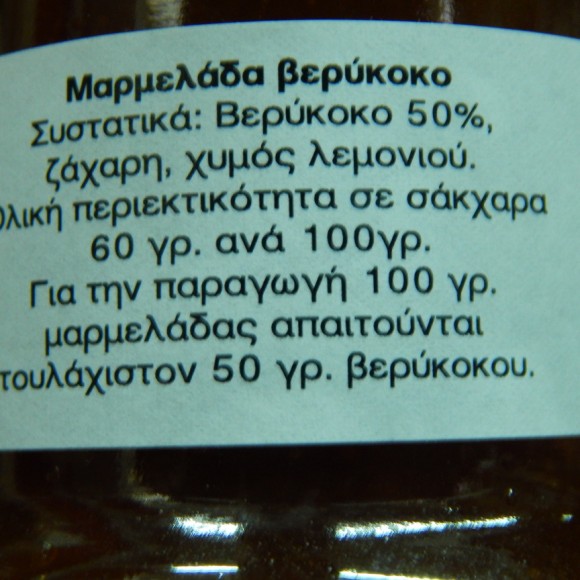 Μαρμελάδα βερύκοκο
Συστατικά: Βερύκοκο 50%,
ζάχαρη, χυμός λεμονιού.
Ολική περιεκτικότητα σε σάκχαρα
60 γρ. ανά 100γρ.
Για την παραγωγή 100 γρ.
μαρμελάδας απαιτούνται
τουλάχιστον 50 γρ. βερύκοκου.